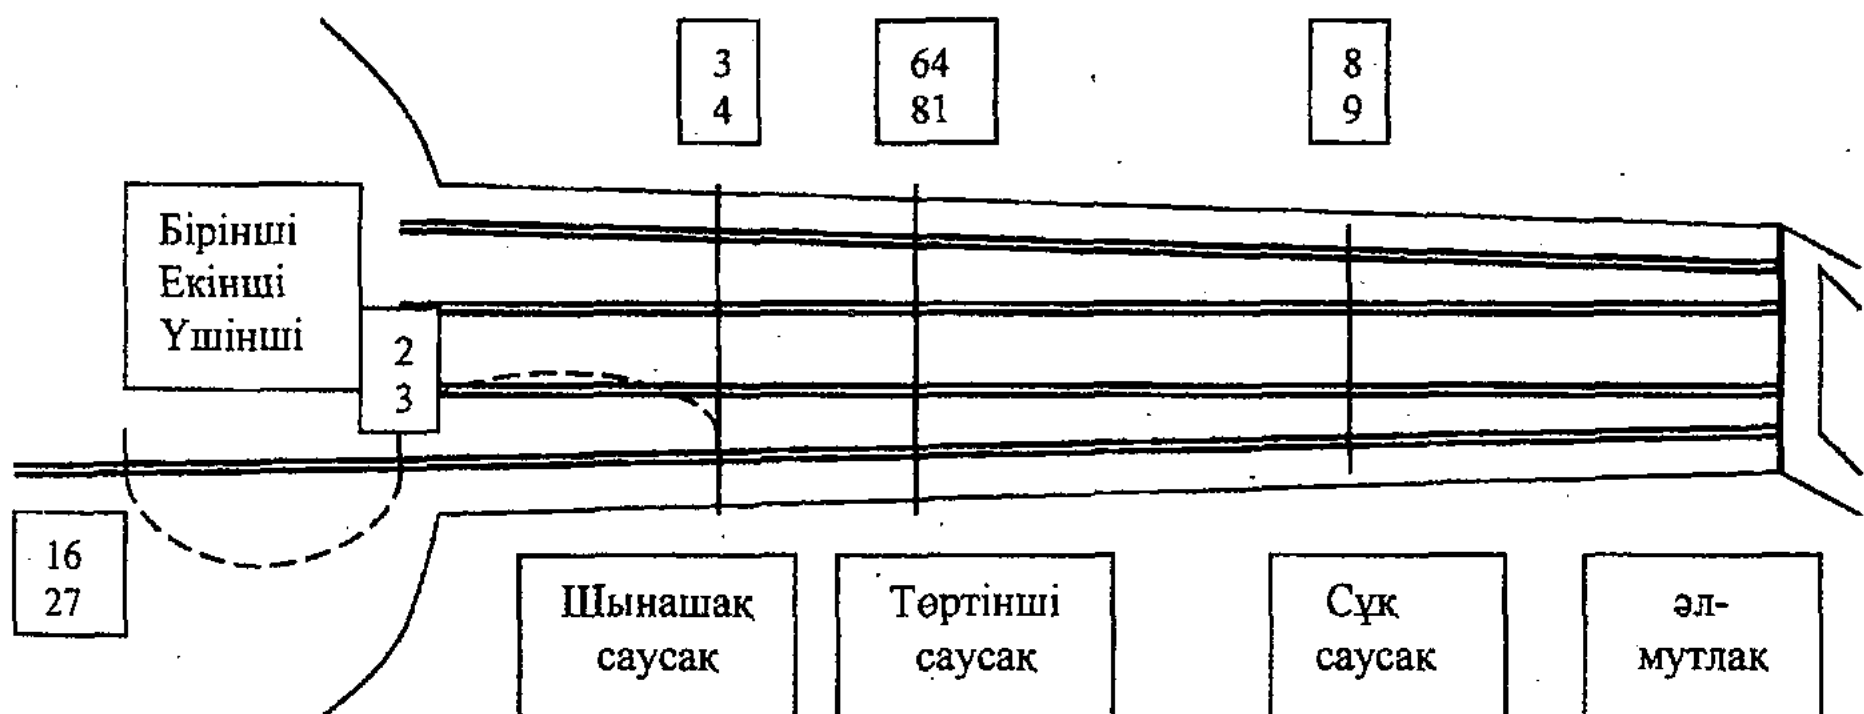 3
4
64
81
8
9
Бірінші
Екінші
Үшінші
2
3
16
27
Шынашақ
саусақ
Төртінші
саусақ
Сұқ
саусақ
әл-
мутлақ